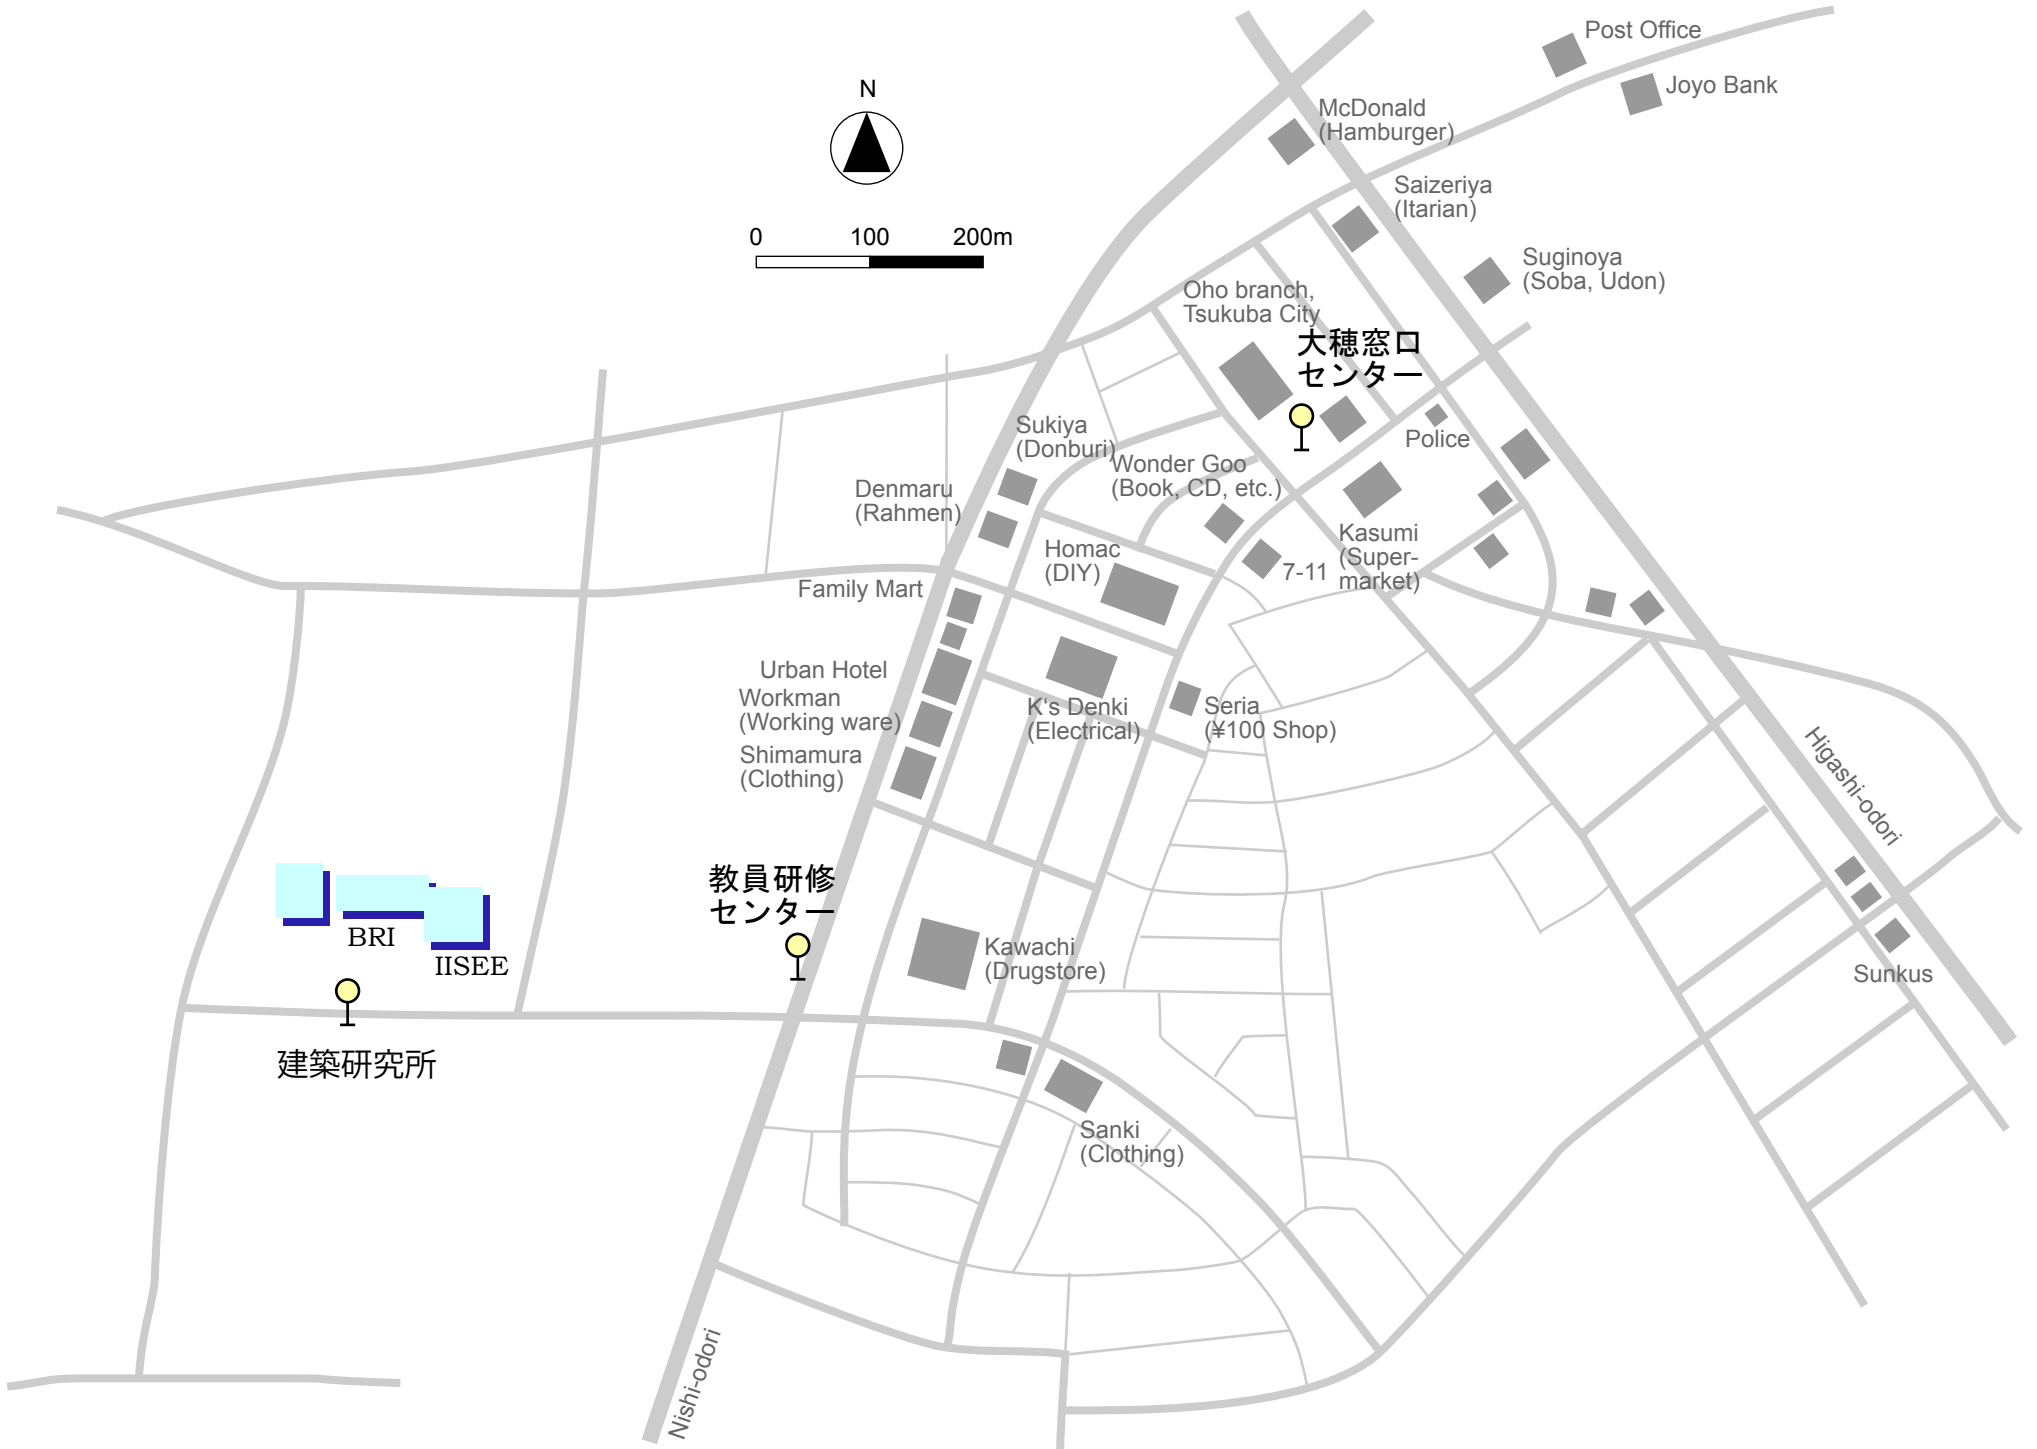 Post Office
Joyo Bank
N
McDonald
(Hamburger)
Saizeriya
(Itarian)
0 100 200m
Suginoya
(Soba, Udon)
Oho branch,
Tsukuba City
大穂窓口
センター
Sukiya
(Donburi)
Police
Wonder Goo
(Book, CD, etc.)
Denmaru
(Rahmen)
Kasumi
(Super-
market)
Homac
(DIY)
7-11
Family Mart
Urban Hotel
Workman
(Working ware)
K's Denki
(Electrical)
Seria
(¥100 Shop)
Shimamura
(Clothing)
Higashi-odori
教員研修
センター
BRI
IISEE
Kawachi
(Drugstore)
Sunkus
建築研究所
Sanki
(Clothing)
Nishi-odori